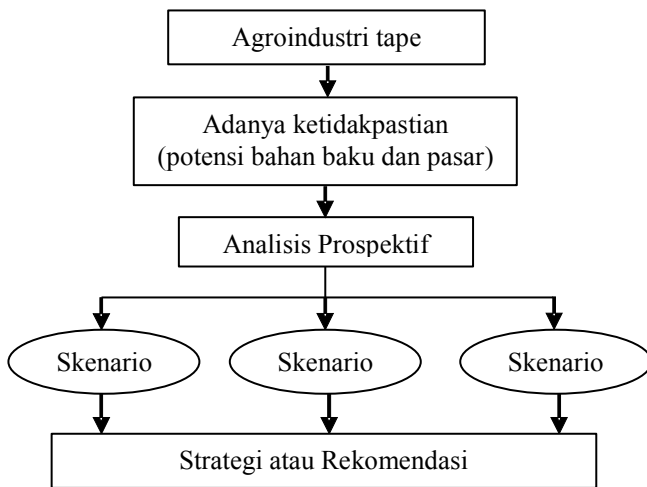 Agroindustri tape
Adanya ketidakpastian
(potensi bahan baku dan pasar)
Analisis Prospektif
Skenario
Skenario
Skenario
Strategi atau Rekomendasi